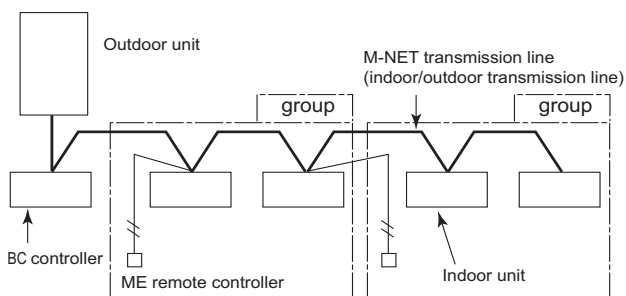 Outdoor unit
M-NET transmission line
(indoor/outdoor transmission line)
group
group
BC controller
ME remote controller
Indoor unit